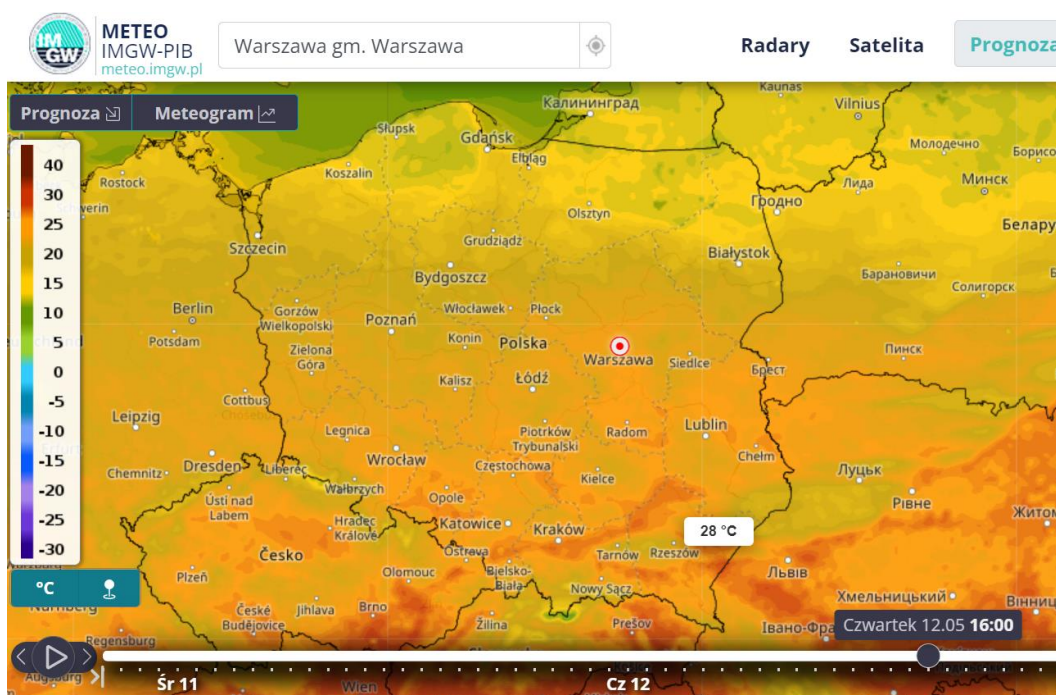 IM
GW
METEO
IMGW-PIB
meteo.imgw.pl
Warszawa gm. Warszawa
Radary
Satelita
Prognoza
Prognoza
Meteogram
40
30
25
20
15
10
5
0
-5
-10
-15
-20
-25
-30
°C
Калининград
Kaunas
Vilnius
Słupsk
Gdańsk
Elbląg
Koszalin
Rostock
Молодечно
Лида
Минск
Гродно
Olsztyn
Беларy
Szczecin
Grudziądz
Białystok
Bydgoszcz
Барановичи
Солигорск
Berlin
Gorzów
Wielkopolski
Poznań
Włocławek
Płock
Potsdam
Zielona
Góra
Konin
Polska
Warszawa
Siedlce
Брест
Пинск
Kalisz
Łódź
Cottbus
Leipzig
Legnica
Piotrków
Trybunalski
Radom
Lublin
Chemnitz
Dresden
Liberec
Wrocław
Częstochowa
Kielce
Chełm
Луцьк
Рівне
Wałbrzych
Opole
Ústí nad
Labem
Hradec
Králové
Katowice
Kraków
28 °C
Česko
Ostrava
Tarnów
Rzeszów
Plzeň
Olomouc
Bielsko-
Biała
Nowy Sącz
Львів
Хмельницький
České
Budějovice
Jihlava
Brno
Žilina
Prešov
Czwartek 12.05 16:00
Regensburg
Augsburg
Śr 11
Wien
Cz 12